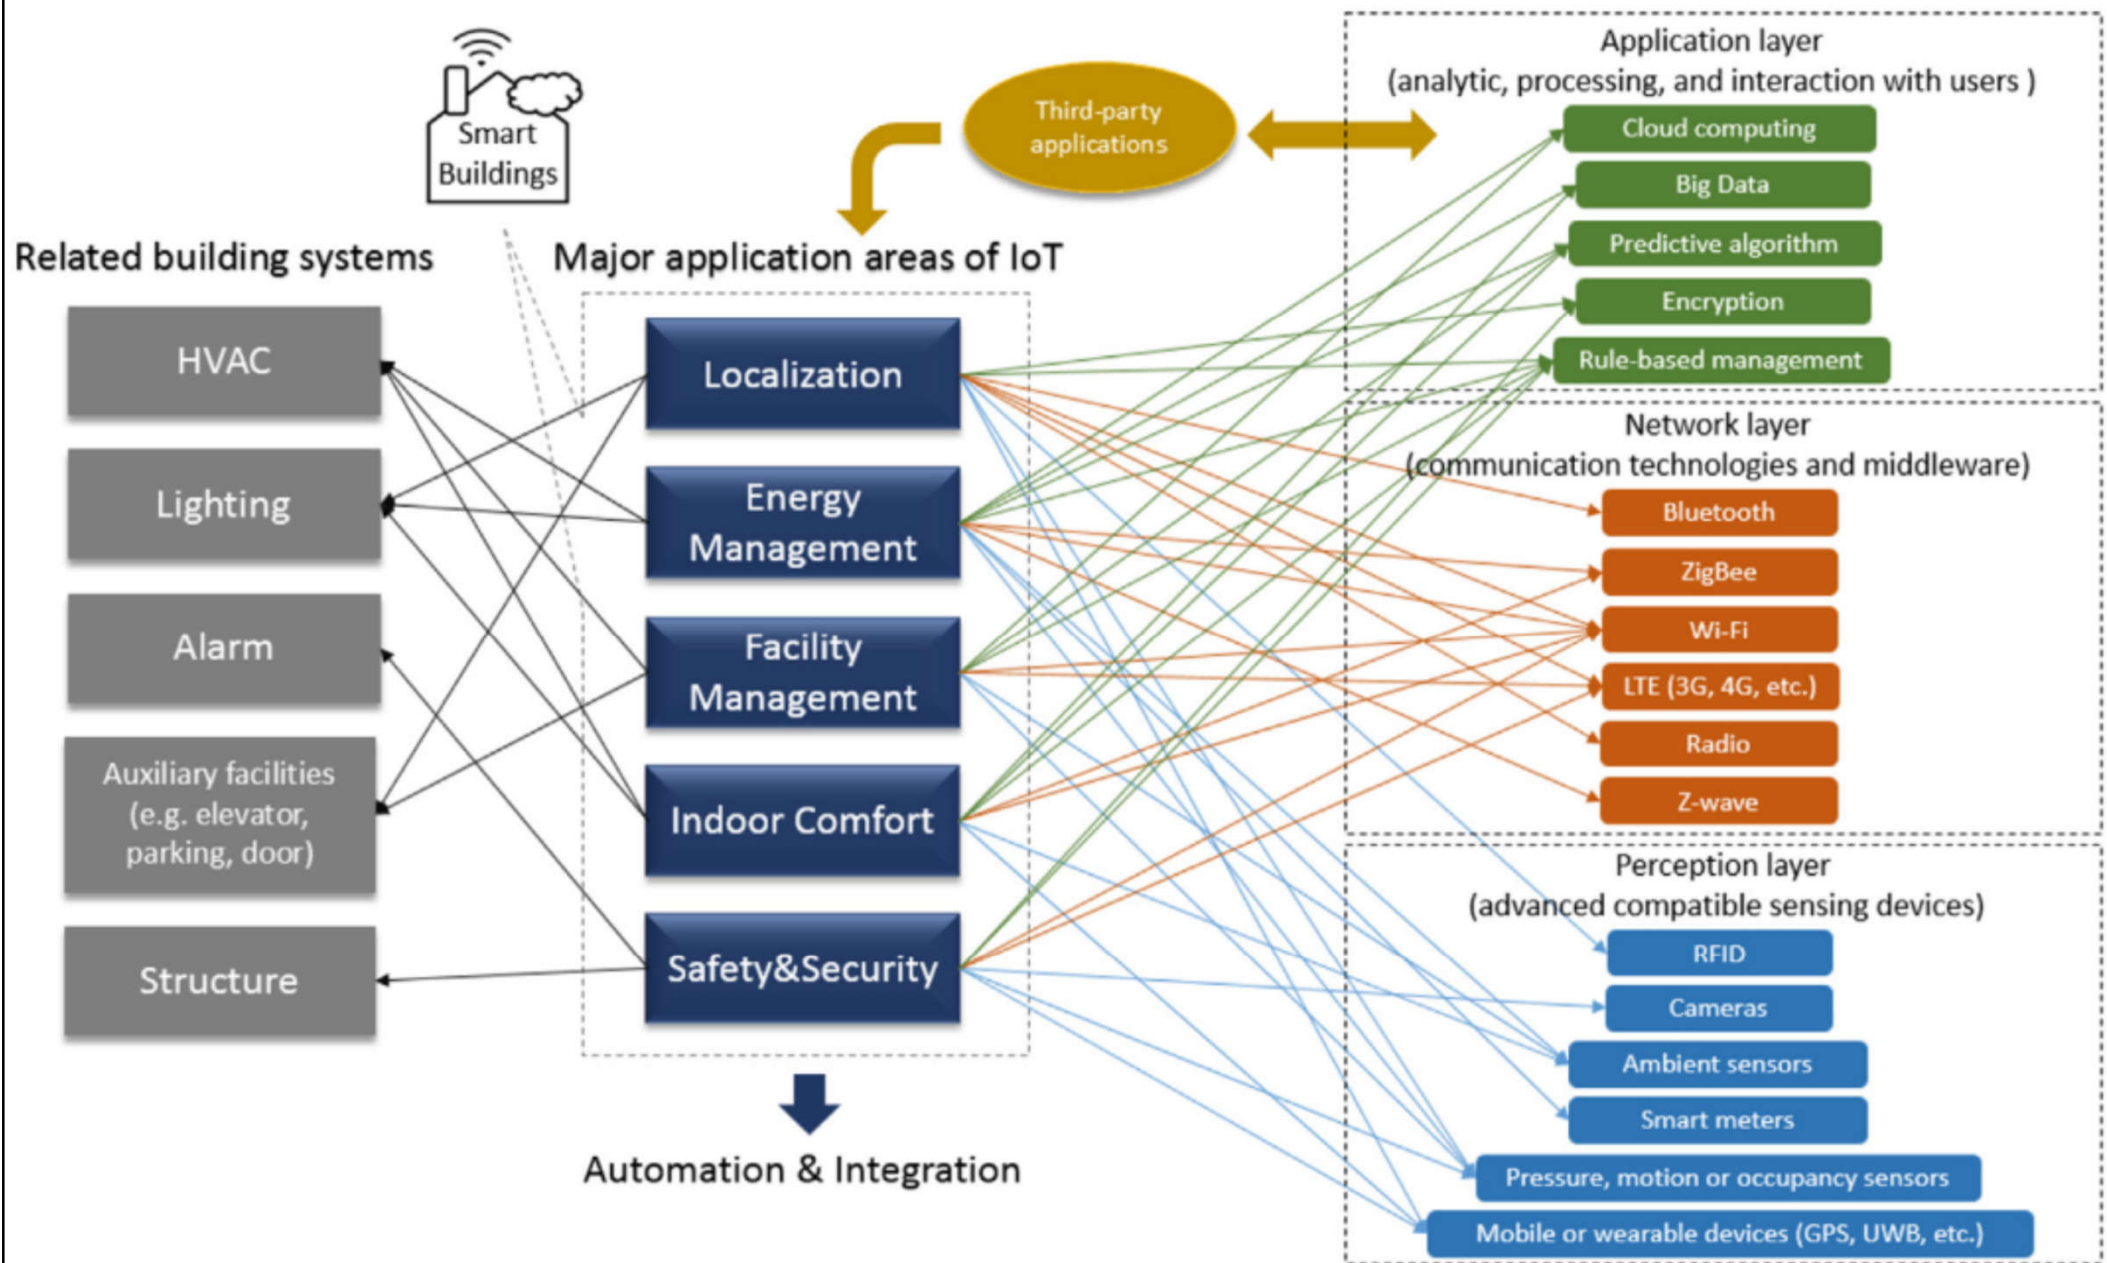 Smart
Buildings
Third-party
applications
Related building systems
HVAC
Lighting
Alarm
Auxiliary facilities
(e.g. elevator,
parking, door)
Structure
Major application areas of IoT
Localization
Energy
Management
Facility
Management
Indoor Comfort
Safety&Security
Automation & Integration
Application layer
(analytic, processing, and interaction with users )
Cloud computing
Big Data
Predictive algorithm
Encryption
Rule-based management
Network layer
(communication technologies and middleware)
Bluetooth
ZigBee
Wi-Fi
LTE (3G, 4G, etc.)
Radio
Z-wave
Perception layer
(advanced compatible sensing devices)
RFID
Cameras
Ambient sensors
Smart meters
Pressure, motion or occupancy sensors
Mobile or wearable devices (GPS, UWB, etc.)